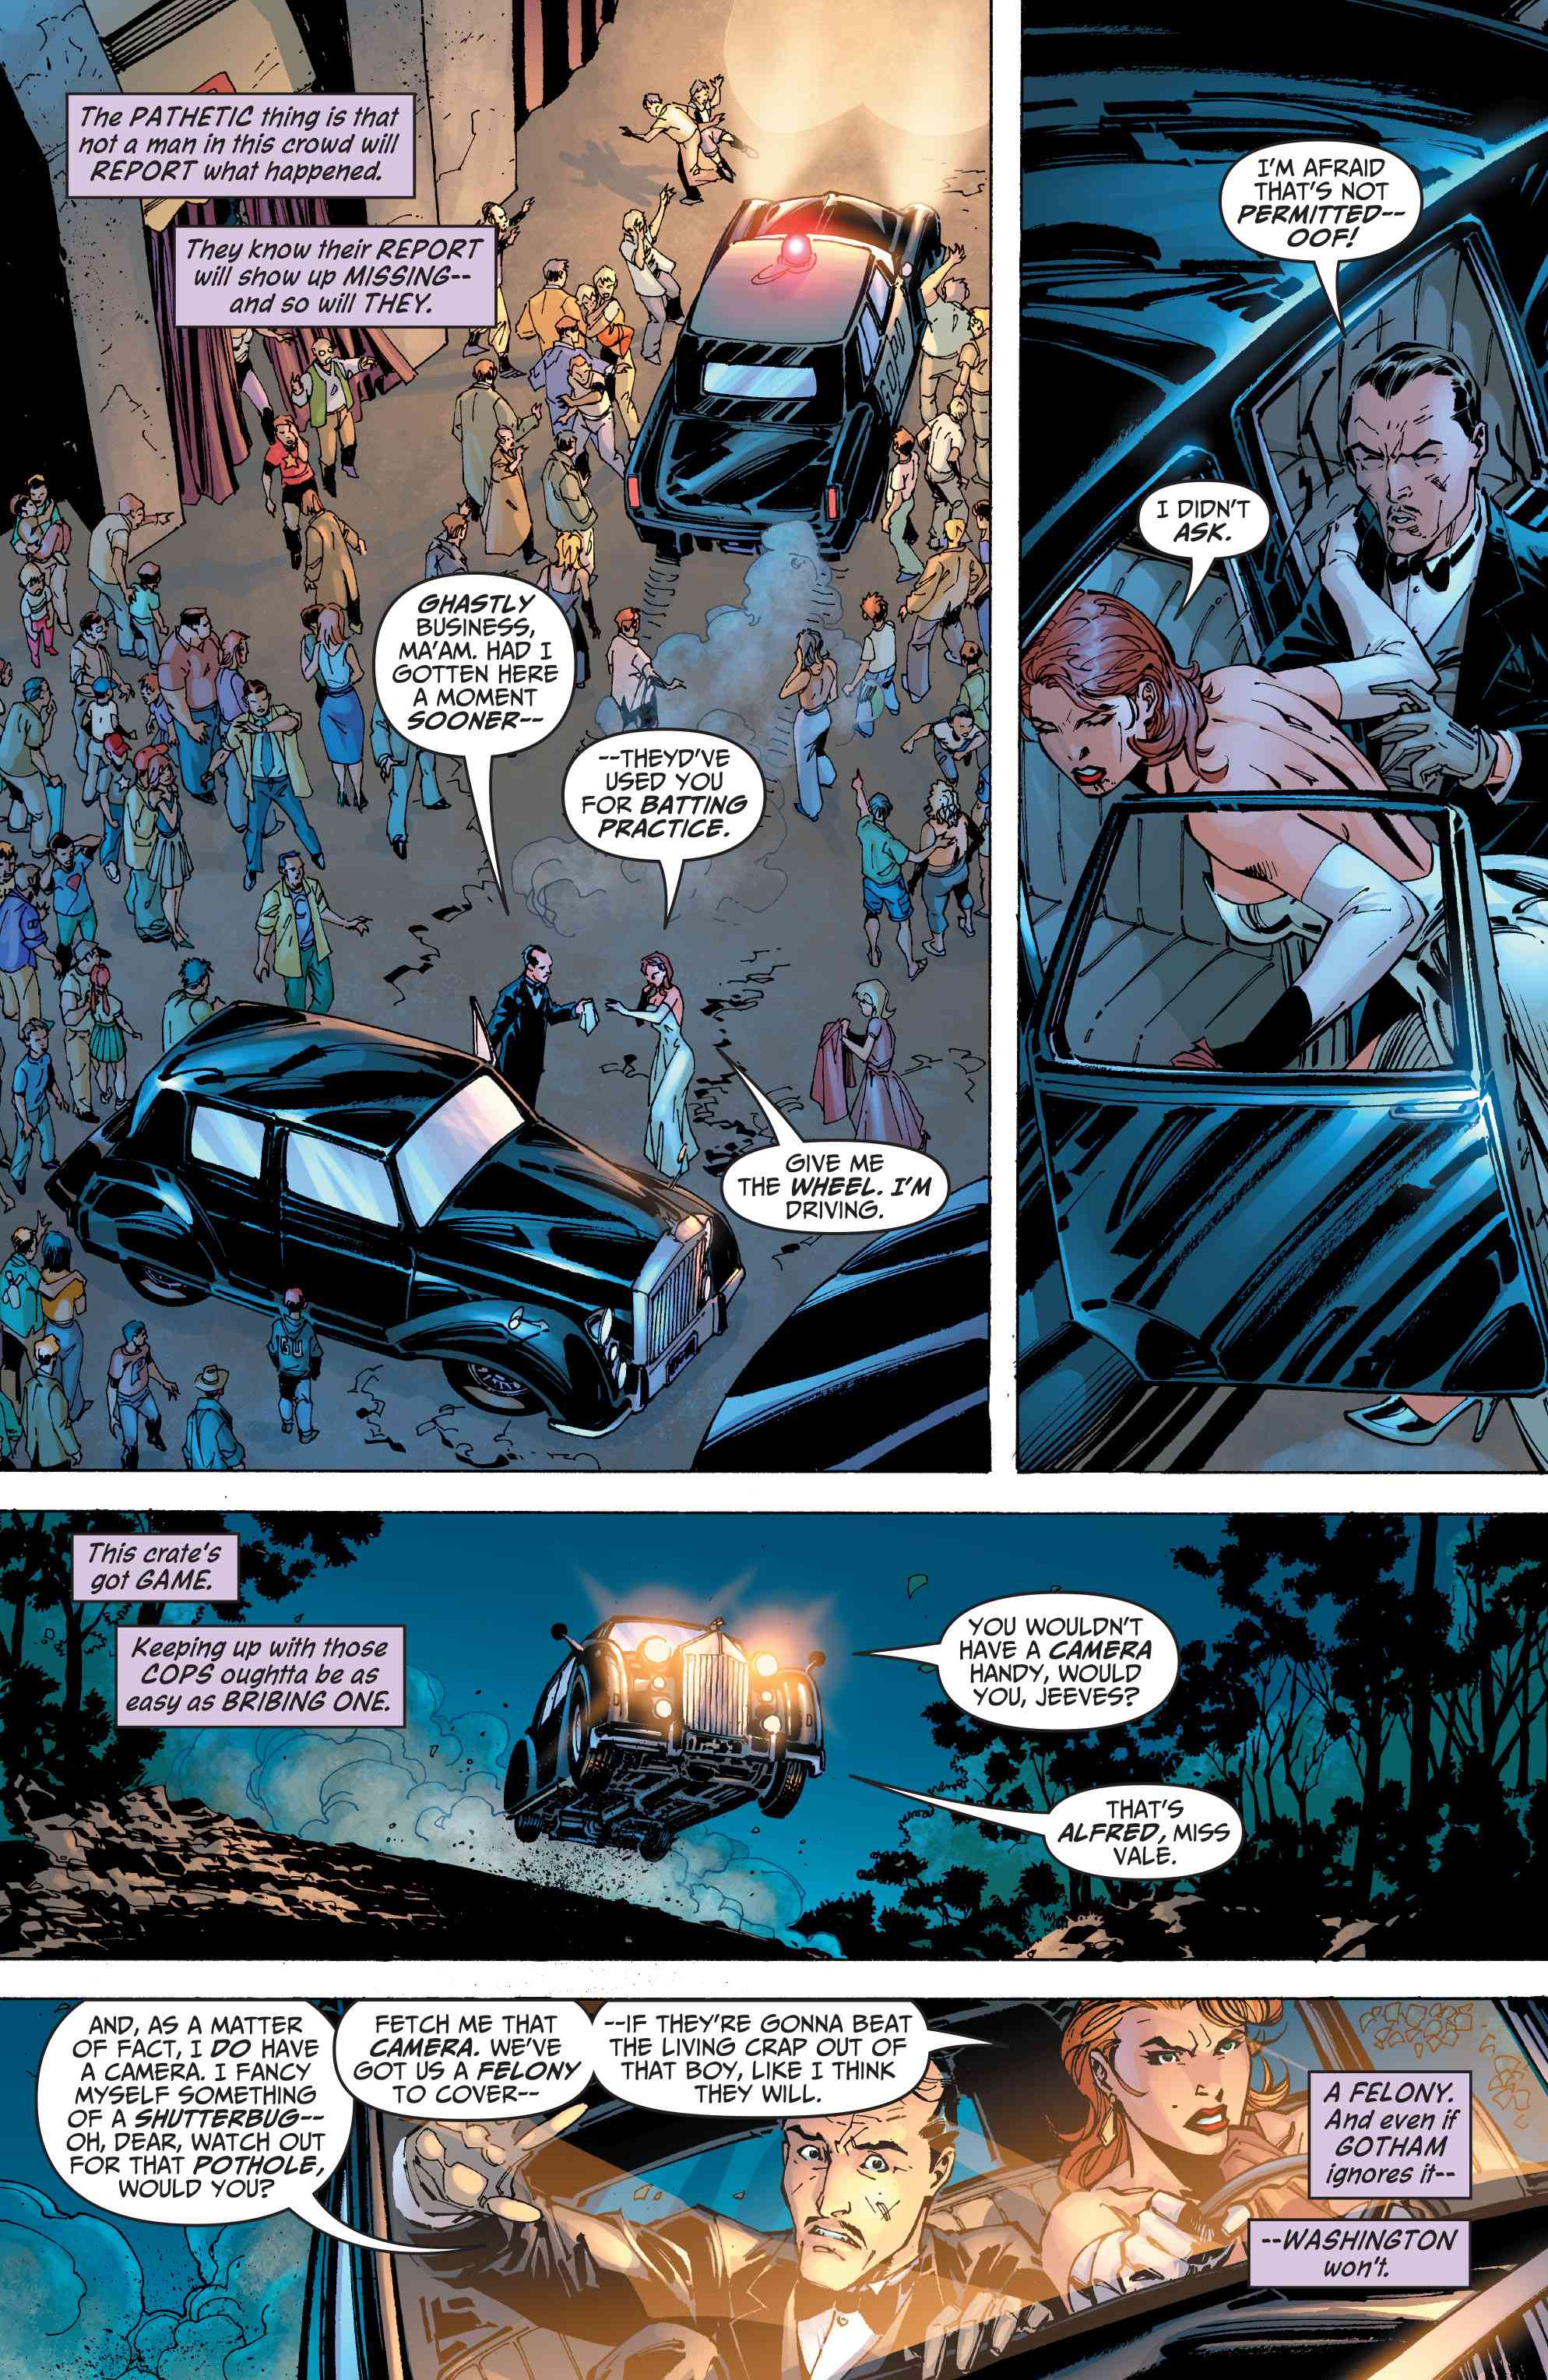 The PATHETIC thing is that
not a man in this crowd will
REPORT what happened.
They know their REPORT
will show up MISSING--
and so will THEY.
GHASTLY
BUSINESS,
MA'AM. HAD I
GOTTEN HERE
A MOMENT
SOONER--
--THEYD'VE
USED YOU
FOR BATTING
PRACTICE.
GIVE ME
THE WHEEL. I'M
DRIVING.
GU
I'M AFRAID
THAT'S NOT
PERMITTED--
OOF!
I DIDN'T
ASK.
This crate's
got GAME.
Keeping up with those
COPS oughtta be as
easy as BRIBING ONE.
YOU WOULDN'T
HAVE A CAMERA
HANDY, WOULD
YOU, JEEVES?
THAT'S
ALFRED, MISS
VALE.
AND, AS A MATTER
OF FACT, I DO HAVE
A CAMERA. I FANCY
MYSELF SOMETHING
OF A SHUTTERBUG--
OH, DEAR, WATCH OUT
FOR THAT POTHOLE,
WOULD YOU?
FETCH ME THAT
CAMERA. WE'VE
GOT US A FELONY
TO COVER--
--IF THEY'RE GONNA BEAT
THE LIVING CRAP OUT OF
THAT BOY, LIKE I THINK
THEY WILL.
A FELONY.
And even if
GOTHAM
ignores it--
--WASHINGTON
won't.